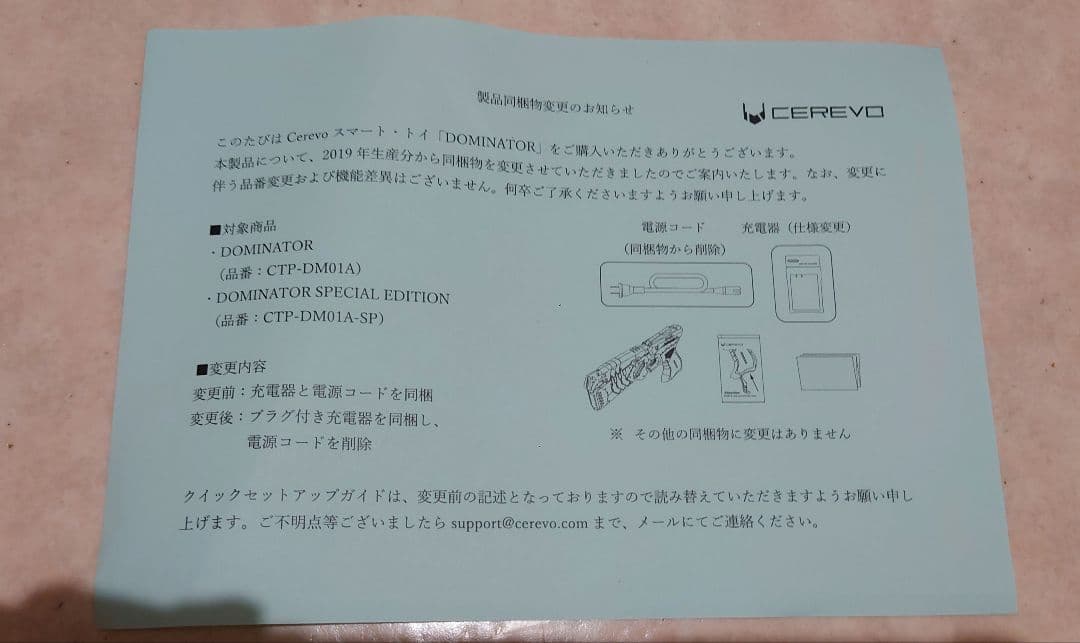 製品同梱物変更のお知らせ
CEREVO
このたびは Cerevo スマート・トイ「DOMINATOR」をご購入いただきありがとうございます。
本製品について、2019 年生産分から同梱物を変更させていただきましたのでご案内いたします。なお、変更に
伴う品番変更および機能差異はございません。何卒ご了承くださいますようお願い申し上げます。
■対象商品
・DOMINATOR
（品番：CTP-DM01A）
・DOMINATOR SPECIAL EDITION
（品番：CTP-DM01A-SP）
■変更内容
変更前：充電器と電源コードを同梱
変更後：プラグ付き充電器を同梱し、
電源コードを削除
電源コード
（同梱物から削除）
充電器（仕様変更）
CEREVO
※ その他の同梱物に変更はありません
クイックセットアップガイドは、変更前の記述となっておりますので読み替えていただきますようお願い申し
上げます。ご不明点等ございましたら support@cerevo.com まで、メールにてご連絡ください。